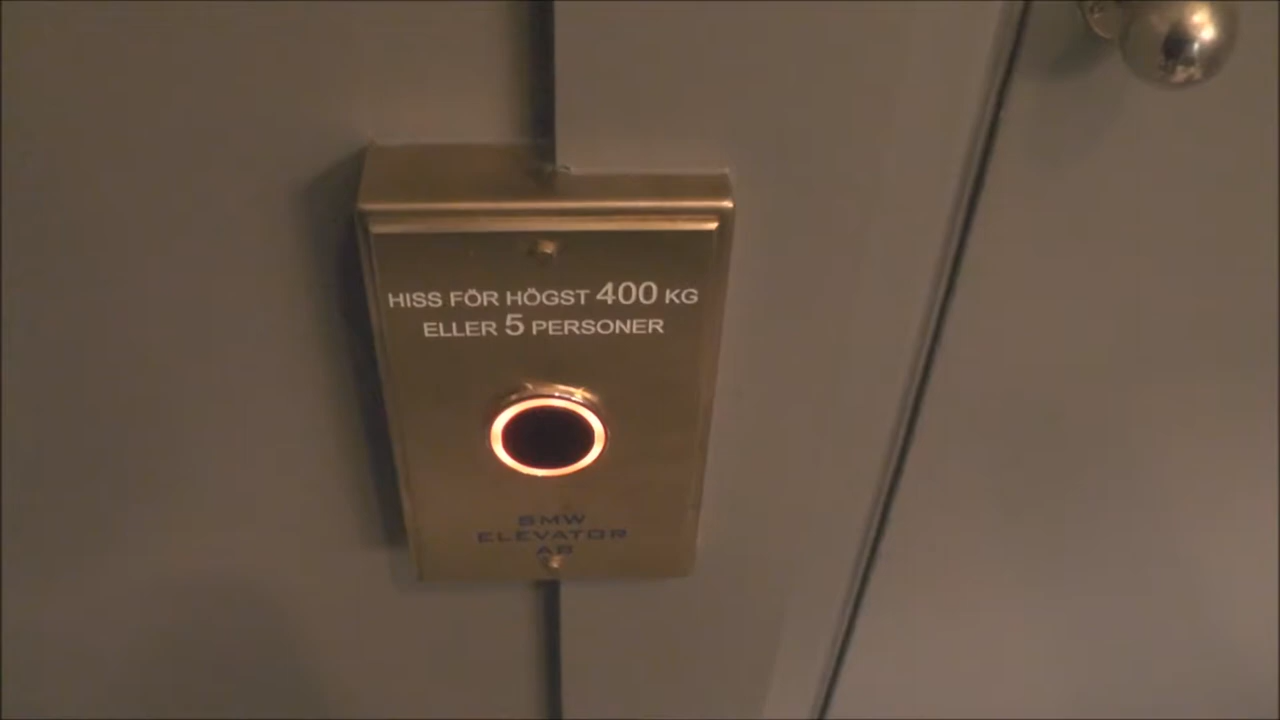 HISS FÖR HÖGST 400 KG
ELLER 5 PERSONER
SMW
ELEVATOR
AB